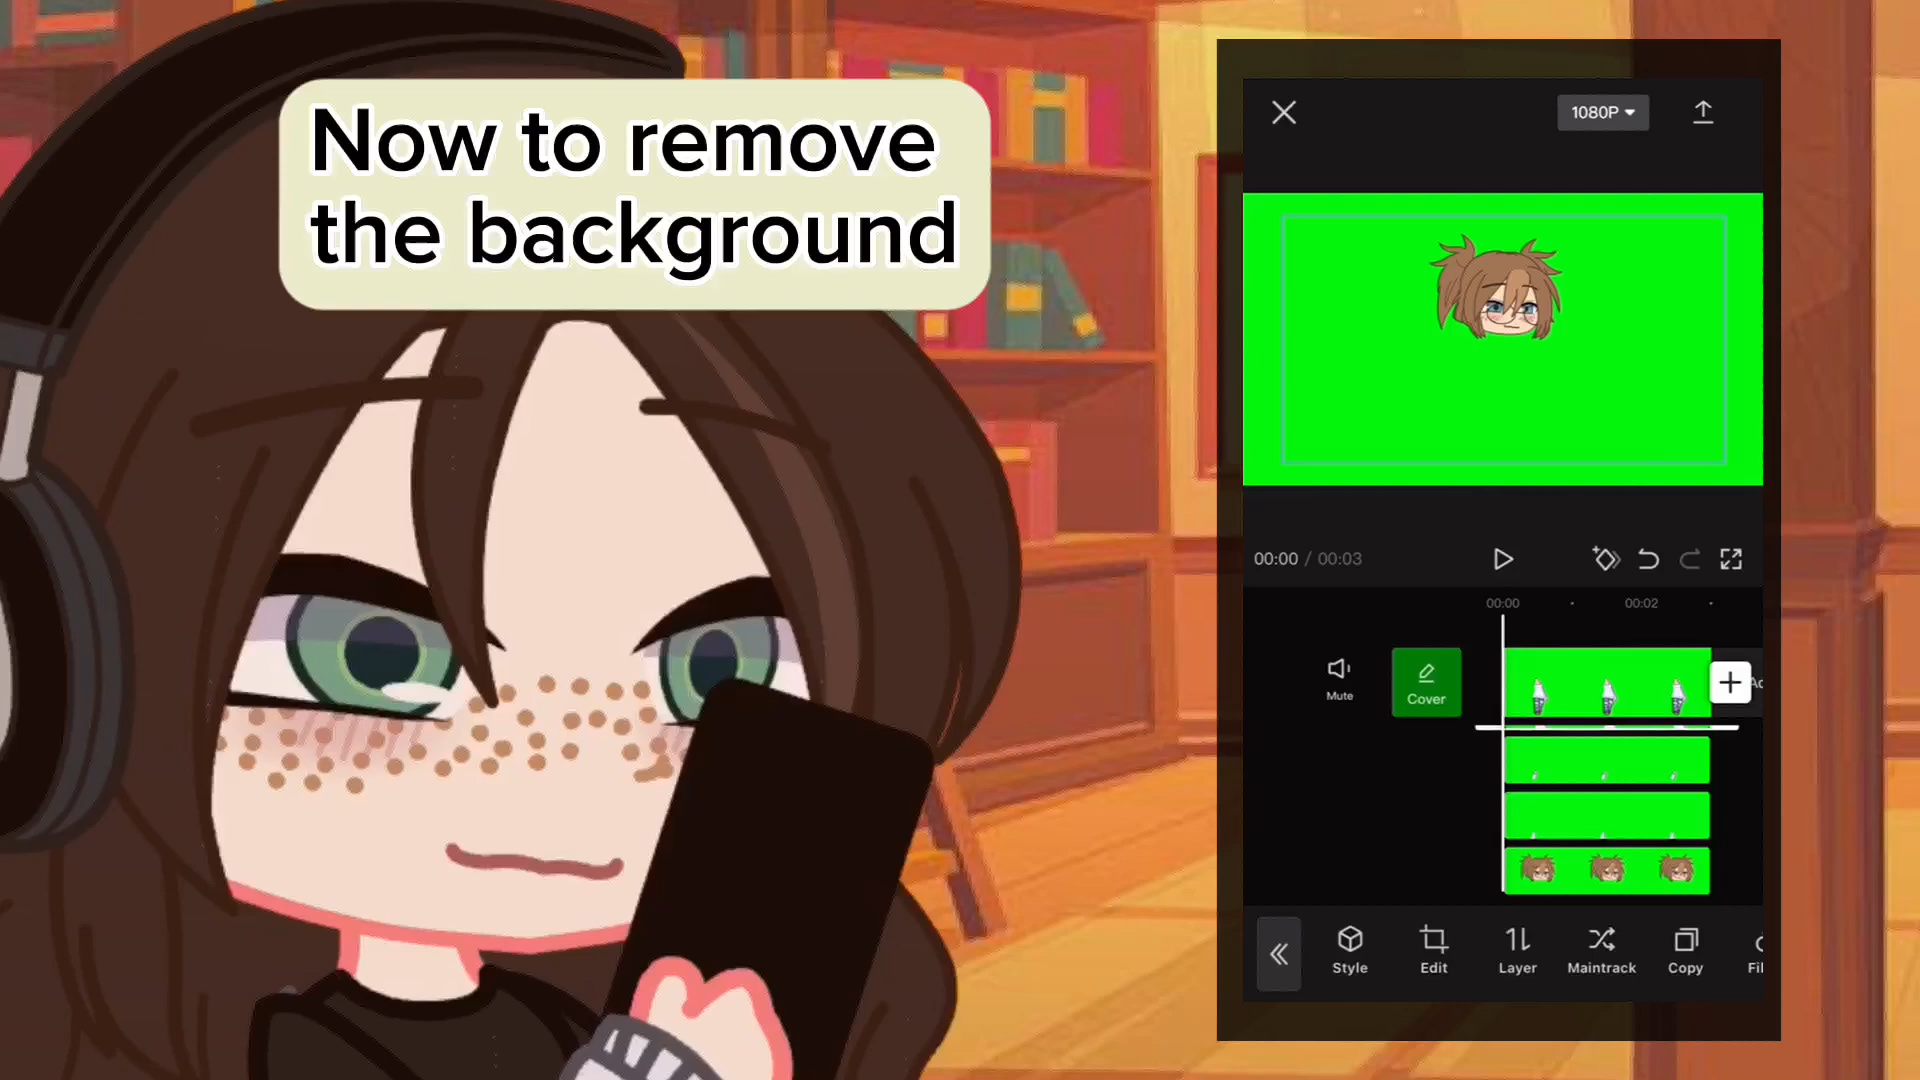 Now to remove
the background
1080P
00:00 / 00:03
00:00
00:02
Mute
Cover
Style
Edit
Layer
Maintrack
Copy